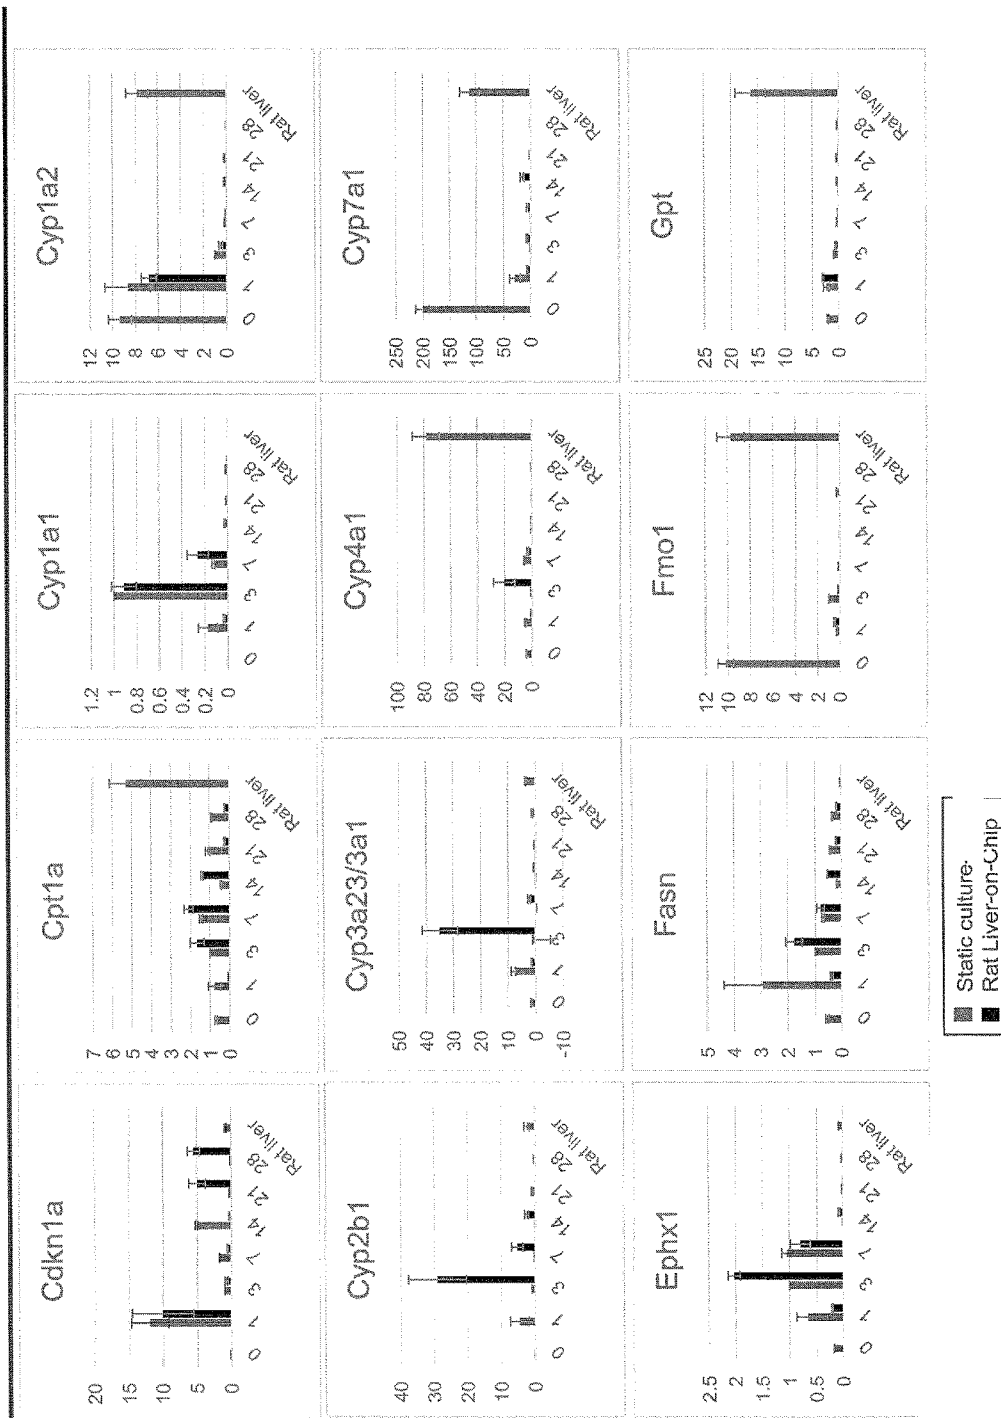 Cdkn1a
20
15
10
5
0
0 1 3 7 14 21 28 Rat liver
Cpt1a
7
6
5
4
3
2
1
0
0 1 3 7 14 21 28 Rat liver
Cyp1a1
1.2
1
0.8
0.6
0.4
0.2
0
0 1 3 7 14 21 28 Rat liver
Cyp1a2
12
10
8
6
4
2
0
0 1 3 7 14 21 28 Rat liver
Cyp2b1
40
30
20
10
0
0 1 3 7 14 21 28 Rat liver
Cyp3a23/3a1
50
40
30
20
10
0
-10
0 1 3 7 14 21 28 Rat liver
Cyp4a1
100
80
60
40
20
0
0 1 3 7 14 21 28 Rat liver
Cyp7a1
250
200
150
100
50
0
0 1 3 7 14 21 28 Rat liver
Ephx1
2.5
2
1.5
1
0.5
0
0 1 3 7 14 21 28 Rat liver
Fasn
5
4
3
2
1
0
0 1 3 7 14 21 28 Rat liver
Fmo1
12
10
8
6
4
2
0
0 1 3 7 14 21 28 Rat liver
Gpt
25
20
15
10
5
0
0 1 3 7 14 21 28 Rat liver
Static culture
Rat Liver-on-Chip